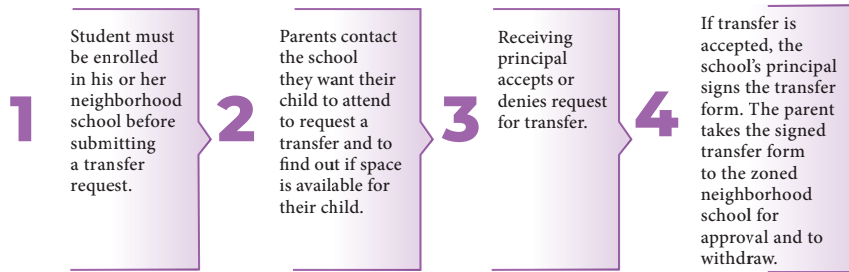 1
Student must
be enrolled
in his or her
neighborhood
school before
submitting
a transfer
request.
2
Parents contact
the school
they want their
child to attend
to request a
transfer and to
find out if space
is available for
their child.
3
Receiving
principal
accepts or
denies request
for transfer.
4
If transfer is
accepted, the
school’s principal
signs the transfer
form. The parent
takes the signed
transfer form
to the zoned
neighborhood
school for
approval and to
withdraw.